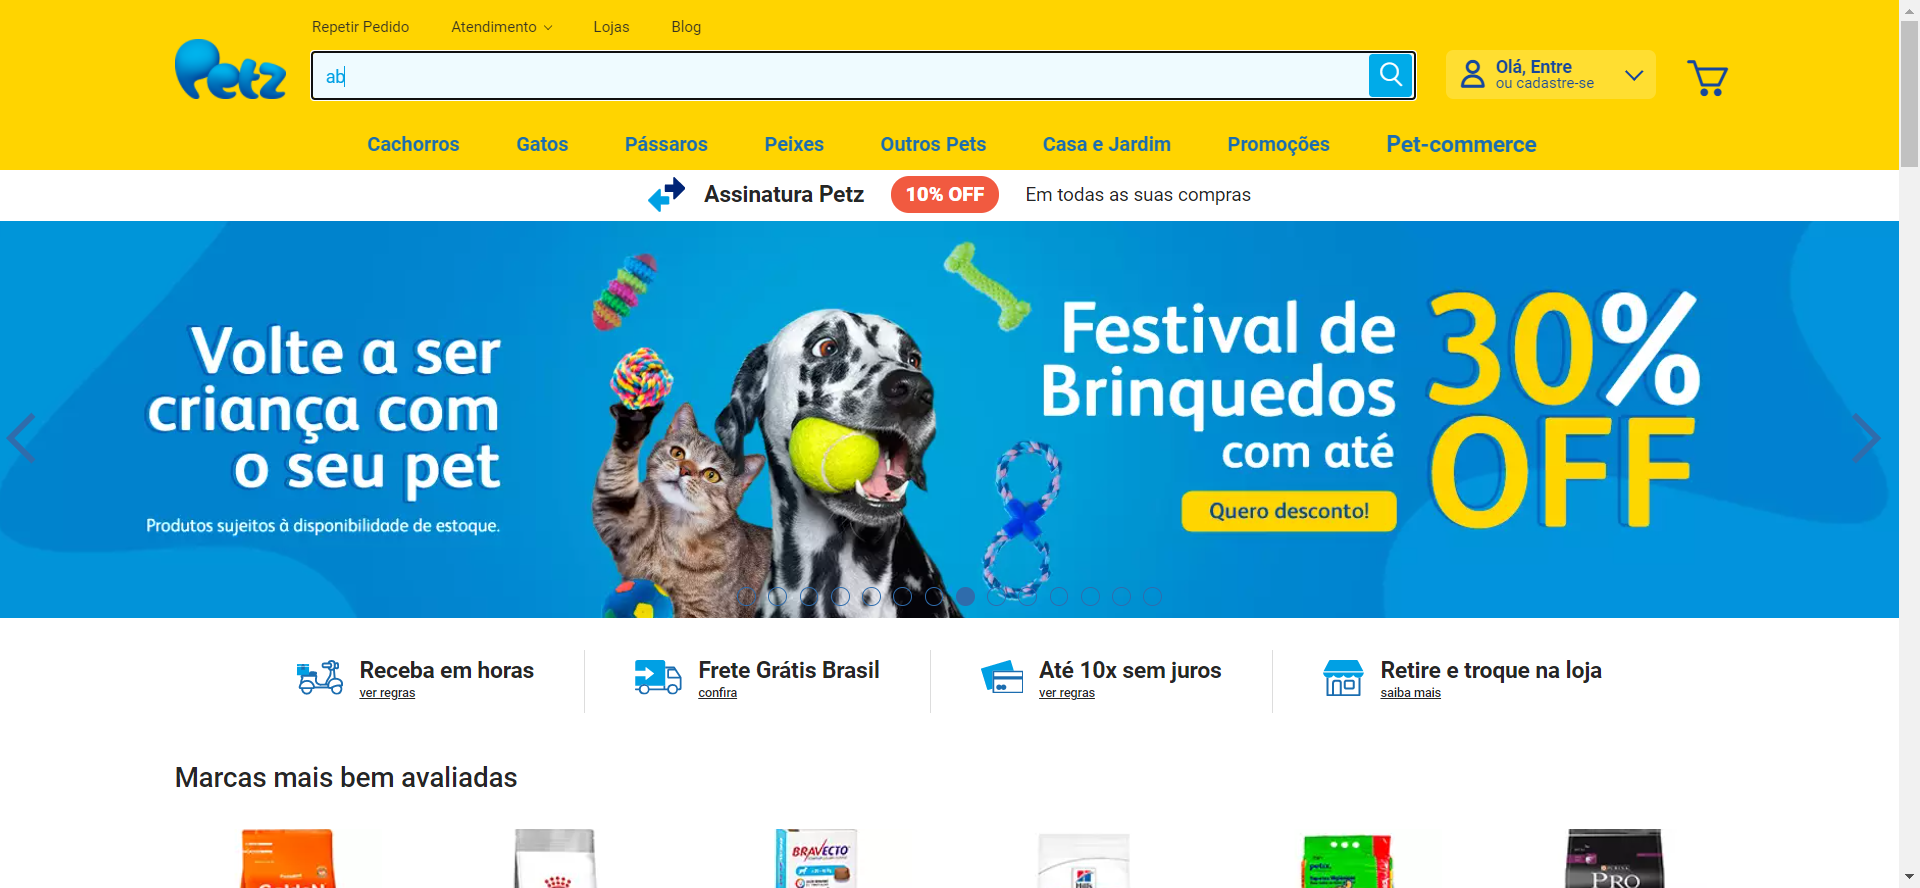 Repetir Pedido
Atendimento
Lojas
Blog
Petz
ab
Olá, Entre
ou cadastre-se
Cachorros
Gatos
Pássaros
Peixes
Outros Pets
Casa e Jardim
Promoções
Pet-commerce
Assinatura Petz
10% OFF
Em todas as suas compras
Volte a ser
criança com
o seu pet
Produtos sujeitos à disponibilidade de estoque.
Festival de
Brinquedos
com até
30%
OFF
Quero desconto!
Receba em horas
ver regras
Frete Grátis Brasil
confira
Até 10x sem juros
ver regras
Retire e troque na loja
saiba mais
Marcas mais bem avaliadas
BRAVECTO
Hill's
petix
PURINA
PRO